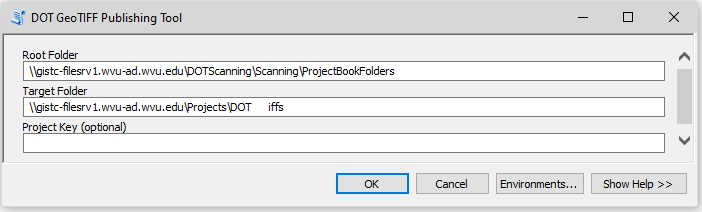 DOT GeoTIFF Publishing Tool
Root Folder
\\gistc-filesrv1.wvu-ad.wvu.edu\DOTScanning\Scanning\ProjectBookFolders
Target Folder
\\gistc-filesrv1.wvu-ad.wvu.edu\Projects\DOT iffs
Project Key (optional)
OK Cancel Environments... Show Help >>